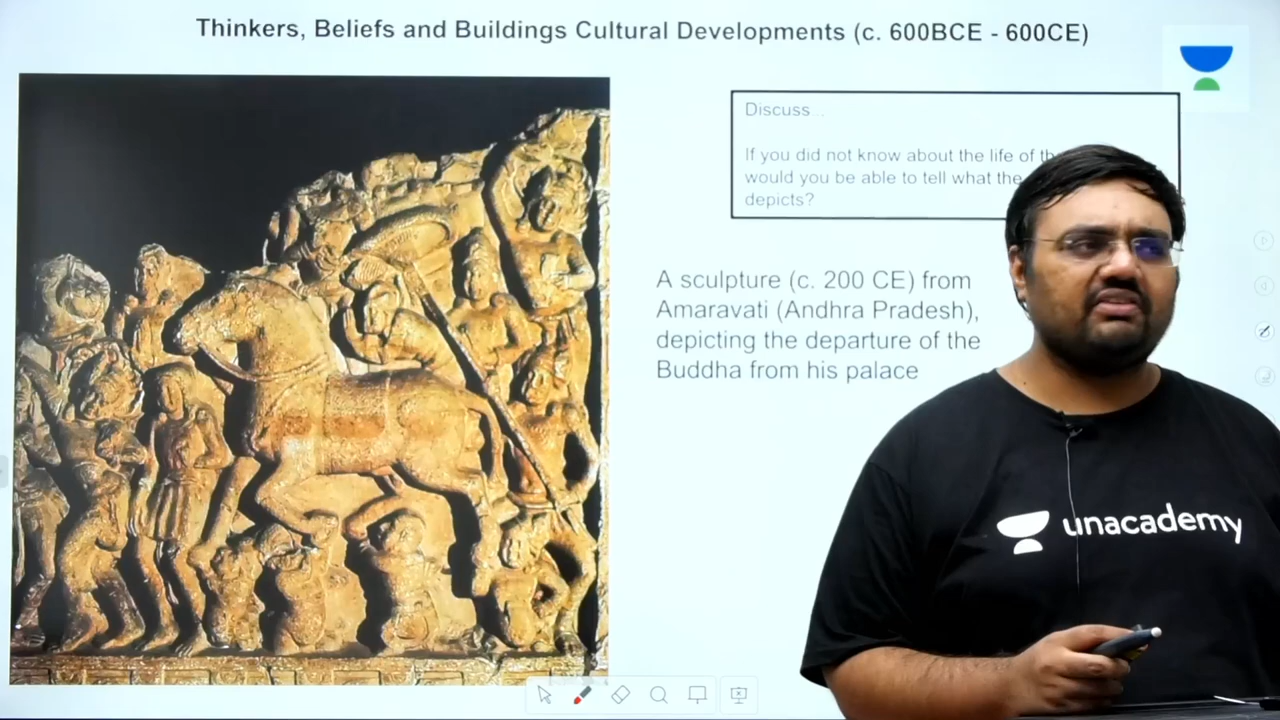 Thinkers, Beliefs and Buildings Cultural Developments (c. 600BCE - 600CE)
Discuss...
If you did not know about the life of
would you be able to tell what the
depicts?
A sculpture (c. 200 CE) from
Amaravati (Andhra Pradesh),
depicting the departure of the
Buddha from his palace
unacademy